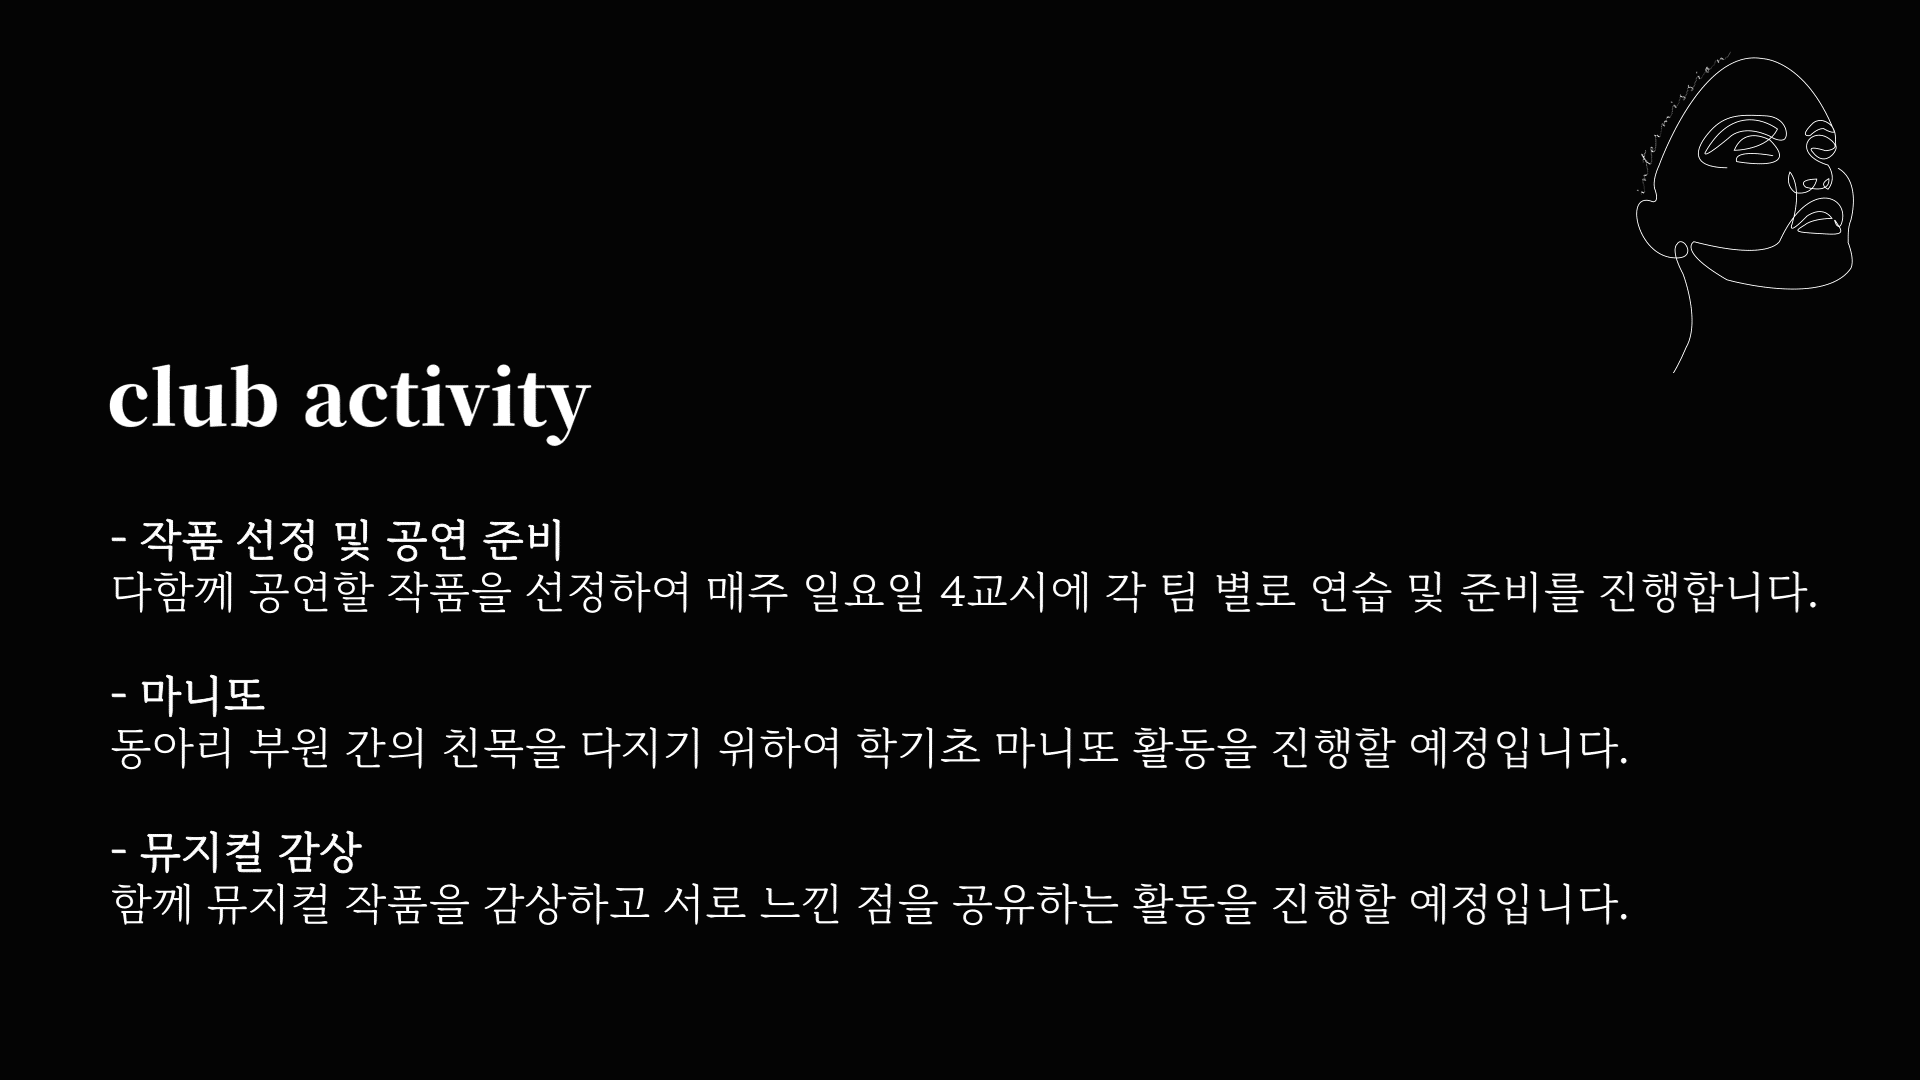 intermission
club activity
- 작품 선정 및 공연 준비
다함께 공연할 작품을 선정하여 매주 일요일 4교시에 각 팀 별로 연습 및 준비를 진행합니다.
- 마니또
동아리 부원 간의 친목을 다지기 위하여 학기초 마니또 활동을 진행할 예정입니다.
- 뮤지컬 감상
함께 뮤지컬 작품을 감상하고 서로 느낀 점을 공유하는 활동을 진행할 예정입니다.